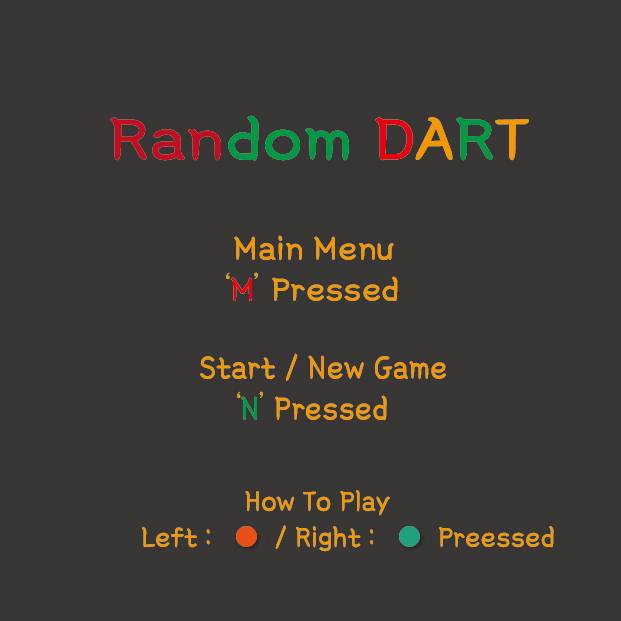 Random DART
Main Menu
‘M’ Pressed
Start / New Game
‘N’ Pressed
How To Play
Left : / Right : Preessed